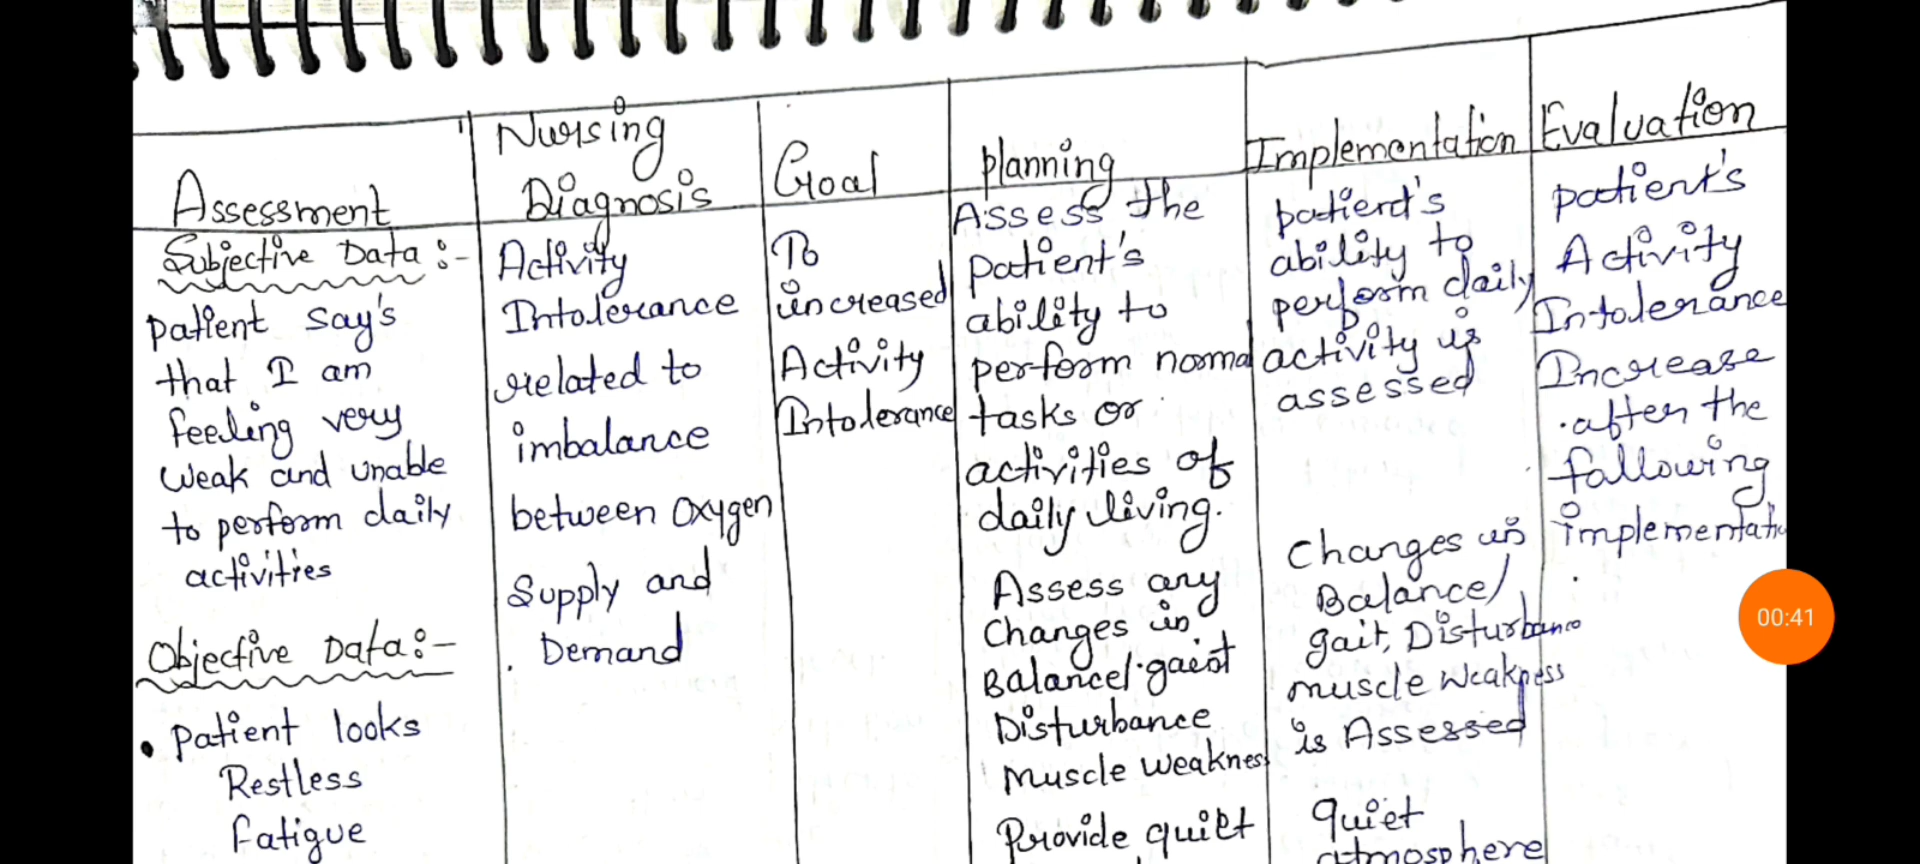 Assessment
Subjective Data :-
patient say's
that I am
feeling very
weak and unable
to perform daily
activities
Objective Data:-
• patient looks
Restless
fatigue
Nursing
Diagnosis
Activity
Intolerance
related to
imbalance
between oxygen
Supply and
Demand
Goal
To
increased
Activity
Intolerance
planning
Assess the
patient's
ability to
perform normal
tasks or
activities of
daily living.
Assess any
changes in
Balance/ gaist
Disturbance
Muscle weakness
Provide quiet
Implementation
patient's
ability to
perform daily
activity is
assessed
Changes in
Balance/
gait, Disturbance
muscle weakness
is Assessed
quiet
atmosphere
Evaluation
patient's
Activity
Intolerance
Increase
after the
following
implementatio
00:41